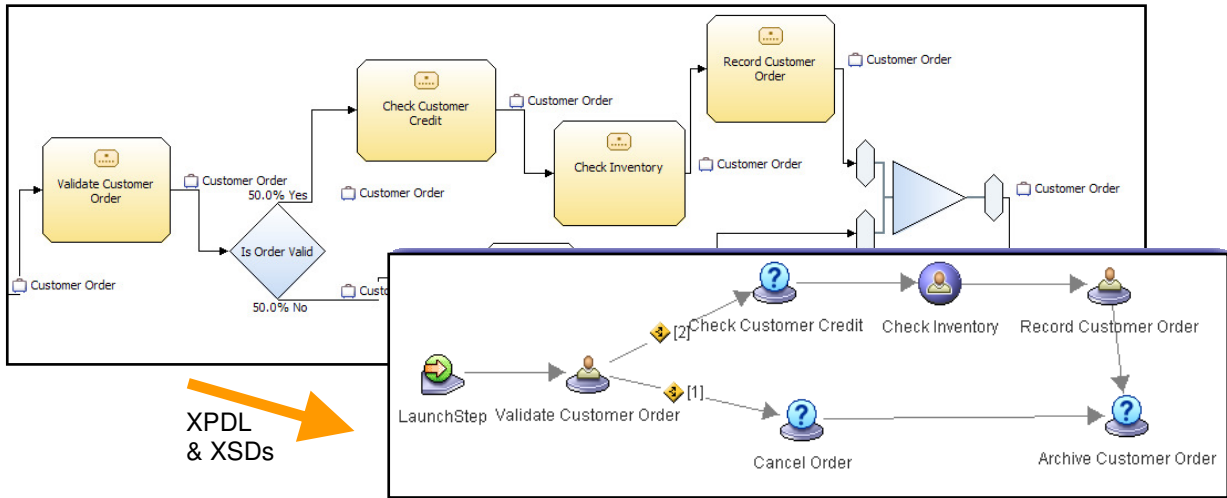 Record Customer
Order
Customer Order
Check Customer
Credit
Customer Order
Check Inventory
Customer Order
Validate Customer
Order
Customer Order
50.0% Yes
Customer Order
Customer Order
Is Order Valid
Customer Order
50.0% No
XPDL
& XSDs
[2]
Check Customer Credit
Check Inventory
Record Customer Order
LaunchStep
Validate Customer Order
[1]
Cancel Order
Archive Customer Order